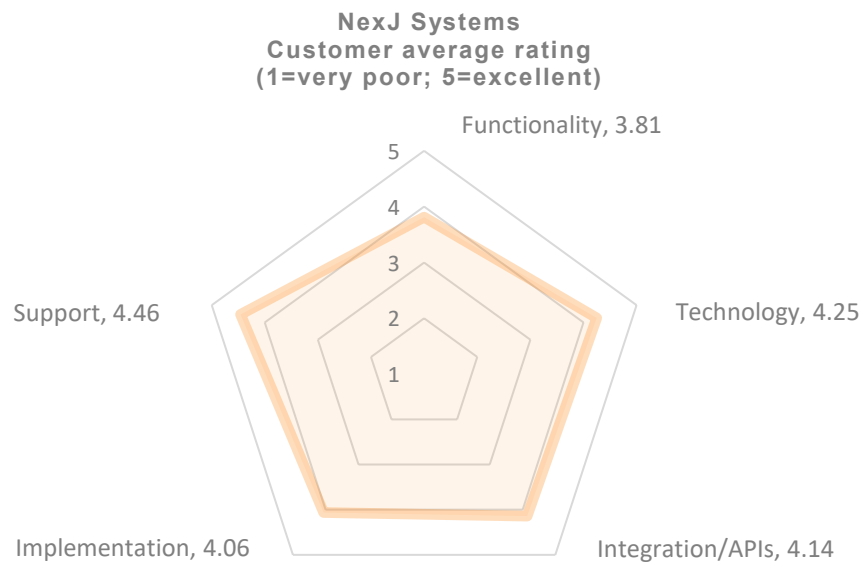 NexJ Systems
Customer average rating
(1=very poor; 5=excellent)
Functionality, 3.81
5
4
3
2
1
Support, 4.46
Technology, 4.25
Implementation, 4.06
Integration/APIs, 4.14